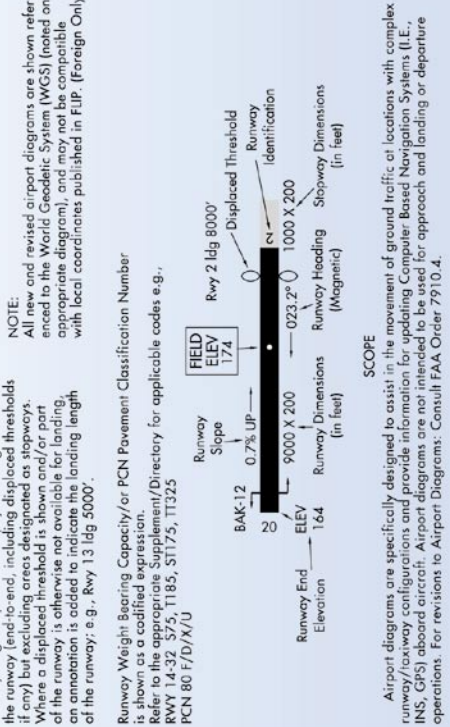 the runway (end-to-end, including displaced thresholds
if any) but excluding areas designated as stopways.
Where a displaced threshold is shown and/or part
of the runway is otherwise not available for landing,
an annotation is added to indicate the landing length
of the runway; e.g., Rwy 13 ldg 5000'.
NOTE:
All new and revised airport diagrams are shown refer
enced to the World Geodetic System (WGS) (noted on
appropriate diagram), and may not be compatible
with local coordinates published in FLIP. (Foreign Only
Runway Weight Bearing Capacity/or PCN Pavement Classification Number
is shown as a codified expression.
Refer to the appropriate Supplement/Directory for applicable codes e.g.,
RWY 14-32 S75, T185, ST175, TT325
PCN 80 F/D/X/U
Runway
Slope
FIELD
ELEV
174
Rwy 2 ldg 8000'
Displaced Threshold
BAK-12
0.7% UP
Runway
Identification
20
2
ELEV
164
9000 X 200
023.2°
1000 X 200
Runway End
Elevation
Runway Dimensions
(in feet)
Runway Heading
(Magnetic)
Stopway Dimensions
(in feet)
SCOPE
Airport diagrams are specifically designed to assist in the movement of ground traffic at locations with complex
runway/taxiway configurations and provide information for updating Computer Based Navigation Systems (I.E.,
INS, GPS) aboard aircraft. Airport diagrams are not intended to be used for approach and landing or departure
operations. For revisions to Airport Diagrams: Consult FAA Order 7910.4.